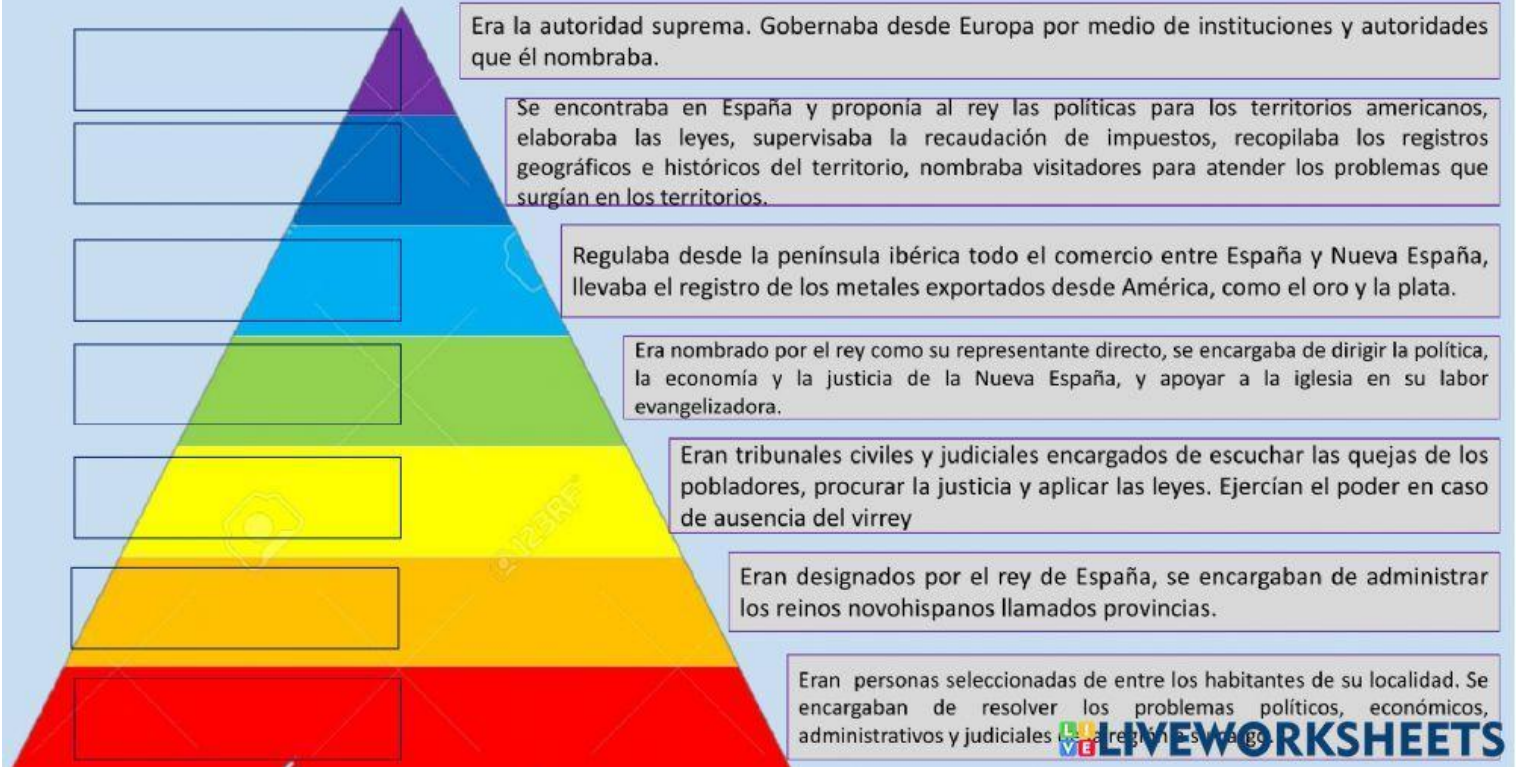 Era la autoridad suprema. Gobernaba desde Europa por medio de instituciones y autoridades
que él nombraba.
Se encontraba en España y proponía al rey las políticas para los territorios americanos,
elaboraba las leyes, supervisaba la recaudación de impuestos, recopilaba los registros
geográficos e históricos del territorio, nombraba visitadores para atender los problemas que
surgían en los territorios.
Regulaba desde la península ibérica todo el comercio entre España y Nueva España,
llevaba el registro de los metales exportados desde América, como el oro y la plata.
Era nombrado por el rey como su representante directo, se encargaba de dirigir la política,
la economía y la justicia de la Nueva España, y apoyar a la iglesia en su labor
evangelizadora.
Eran tribunales civiles y judiciales encargados de escuchar las quejas de los
pobladores, procurar la justicia y aplicar las leyes. Ejercían el poder en caso
de ausencia del virrey
123RF
Eran designados por el rey de España, se encargaban de administrar
los reinos novohispanos llamados provincias.
Eran personas seleccionadas de entre los habitantes de su localidad. Se
encargaban de resolver los problemas políticos, económicos,
administrativos y judiciales
LIVE LIVEWORKSHEETS